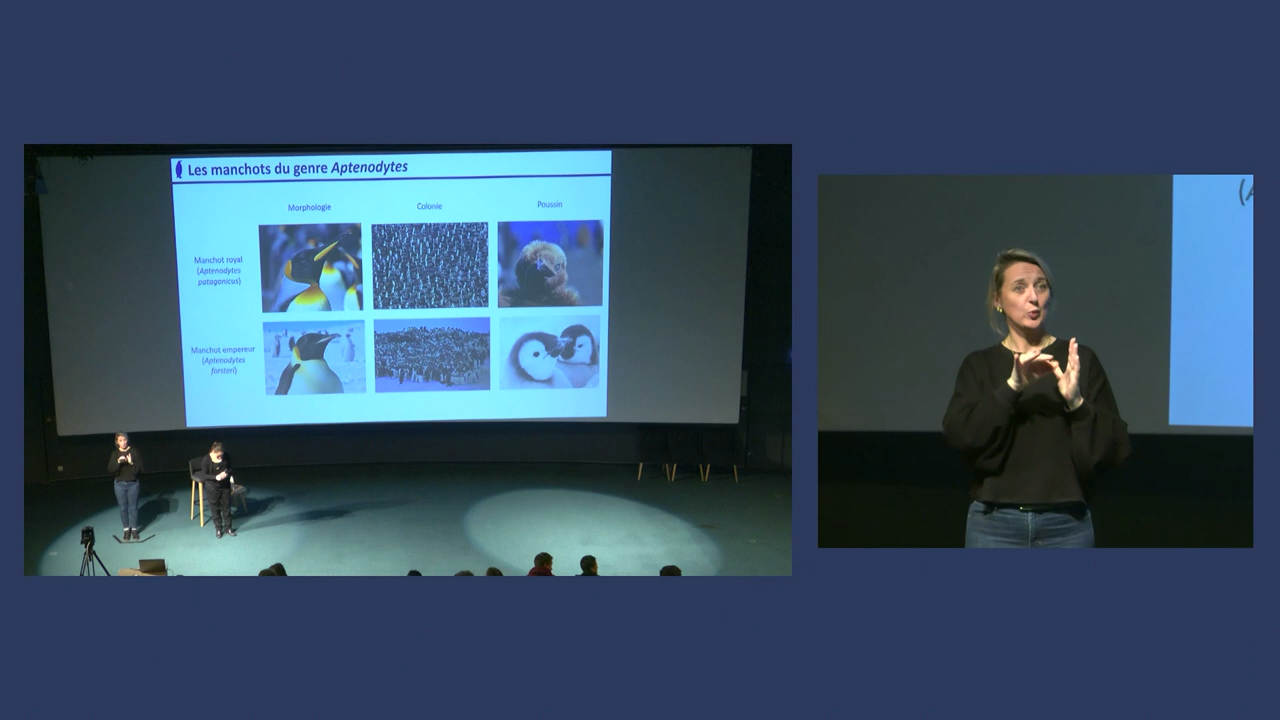 Les manchots du genre Aptenodytes
Morphologie Colonie Poussin
Manchot royal
(Aptenodytes
patagonicus)
Manchot empereur
(Aptenodytes
forsteri)
(A